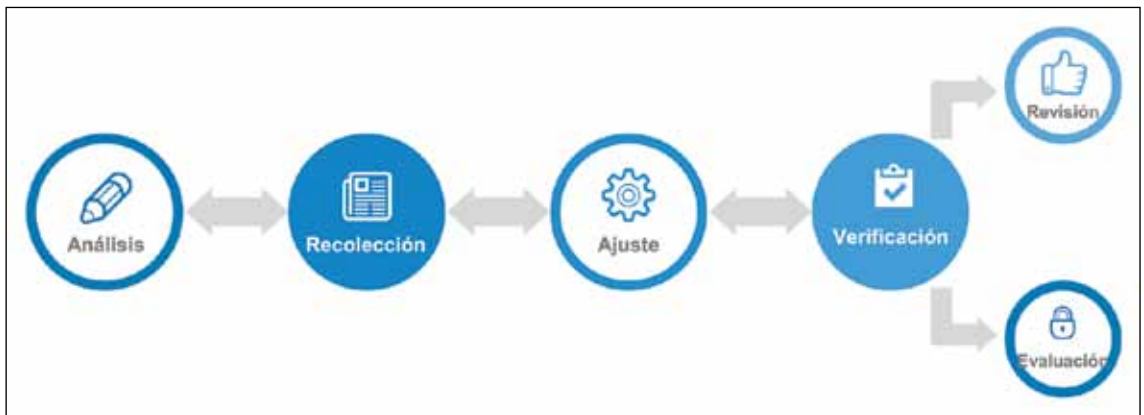 Análisis
Recolección
Ajuste
Verificación
Revisión
Evaluación